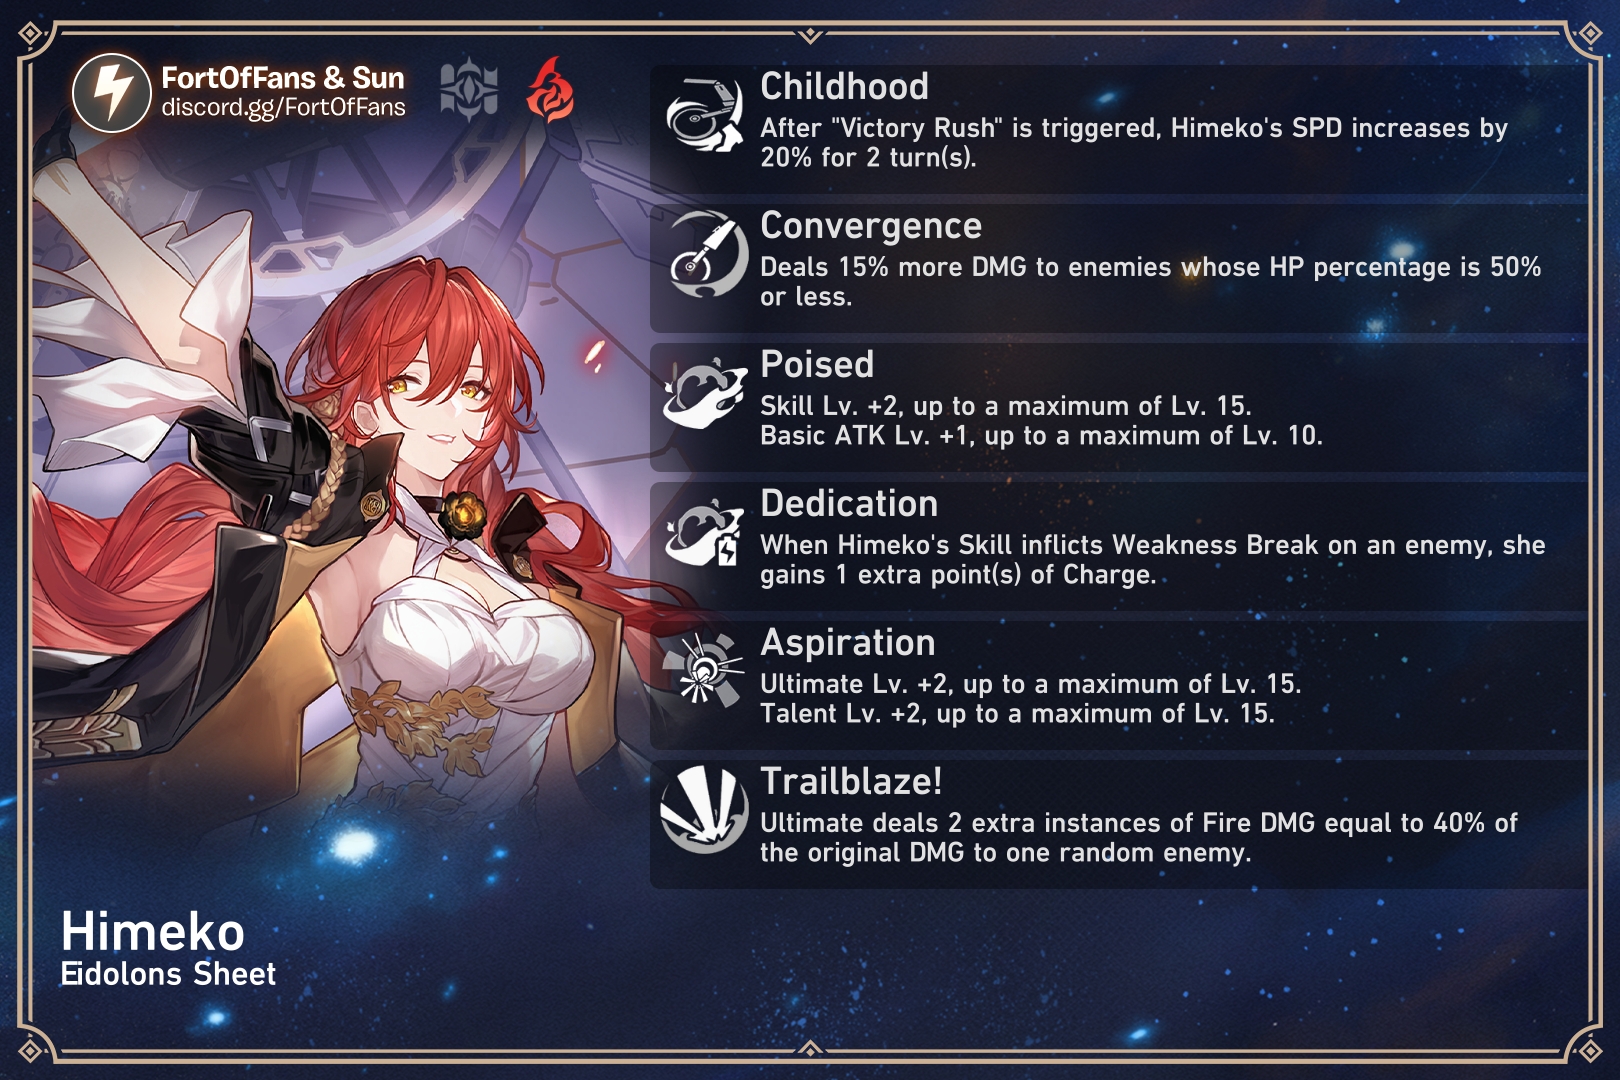 FortOfFans & Sun
discord.gg/FortOfFans
Childhood
After "Victory Rush" is triggered, Himeko's SPD increases by
20% for 2 turn(s).
Convergence
Deals 15% more DMG to enemies whose HP percentage is 50%
or less.
Poised
Skill Lv. +2, up to a maximum of Lv. 15.
Basic ATK Lv. +1, up to a maximum of Lv. 10.
Dedication
When Himeko's Skill inflicts Weakness Break on an enemy, she
gains 1 extra point(s) of Charge.
Aspiration
Ultimate Lv. +2, up to a maximum of Lv. 15.
Talent Lv. +2, up to a maximum of Lv. 15.
Trailblaze!
Ultimate deals 2 extra instances of Fire DMG equal to 40% of
the original DMG to one random enemy.
Himeko
Eidolons Sheet